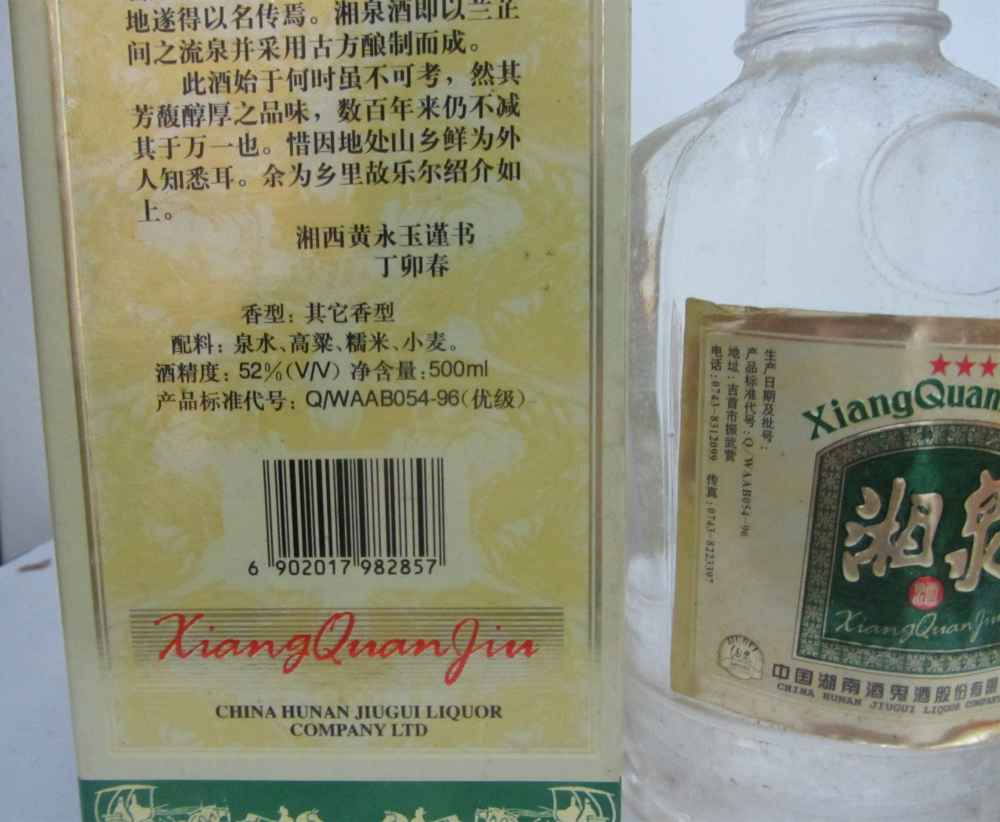 地遂得以名传焉。湘泉酒即以兰芷
问之流泉并采用古方酿制而成。
此酒始于何时虽不可考，然其
芳馥醇厚之品味，数百年来仍不减
其于万一也。惜因地处山乡鲜为外
人知悉耳。余为乡里故乐尔绍介如
上。
湘西黄永玉谨书
丁卯春
香型：其它香型
配料：泉水、高粱、糯米、小麦。
酒精度：52%(V/V) 净含量:500ml
产品标准代号：Q/WAAB054-96(优级)
6 902017 982857
XiangQuanJiu
CHINA HUNAN JIUGUI LIQUOR
COMPANY LTD
生产日期及批号：
产品标准代号:Q/WAAB054-96
地址:吉首市振武营
电话:0743-8312099 传真:0743-8223397
★★★
XiangQuan
湘泉
XiangQuanJiu
中国湖南酒鬼酒股份有限
CHINA HUNAN JIUGUI LIQUOR COMPANY